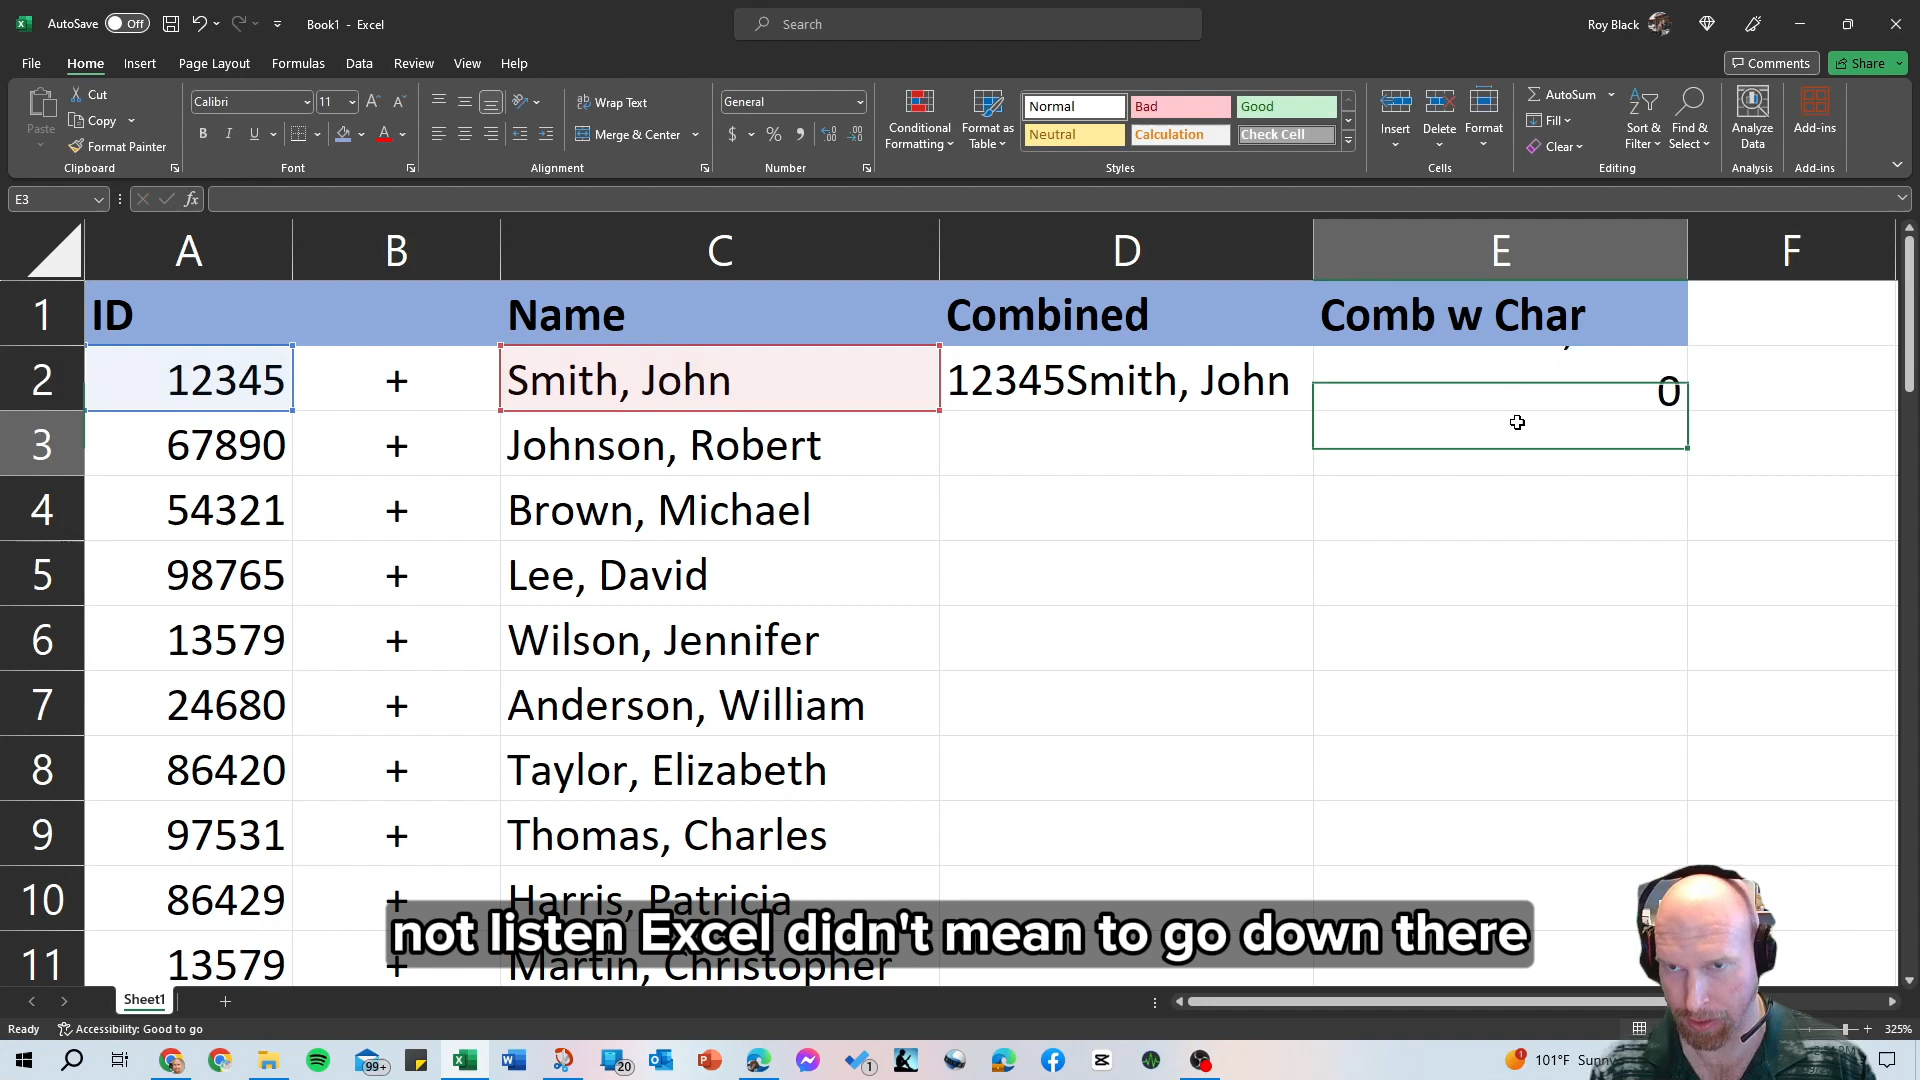 AutoSave Off Book1 - Excel Search Roy Black
File Home Insert Page Layout Formulas Data Review View Help Comments Share
Paste Cut Calibri 11 Wrap Text General Normal Bad Good AutoSum
Copy Conditional Formatting Format as Table Insert Delete Format Fill Sort & Filter Find & Select Analyze Data Add-ins
Format Painter B I U A Merge & Center $ % Neutral Calculation Check Cell Clear
Clipboard Font Alignment Number Styles Cells Editing Analysis Add-ins
E3 fx
A B C D E F
1 ID Name Combined Comb w Char
2 12345 + Smith, John 12345Smith, John 0
3 67890 + Johnson, Robert
4 54321 + Brown, Michael
5 98765 + Lee, David
6 13579 + Wilson, Jennifer
7 24680 + Anderson, William
8 86420 + Taylor, Elizabeth
9 97531 + Thomas, Charles
10 86429 + Harris, Patricia
not listen Excel didn't mean to go down there
11 13579 + Martin, Christopher
Sheet1
Ready Accessibility: Good to go 325%
99+ 20 1 1 101°F Sunny